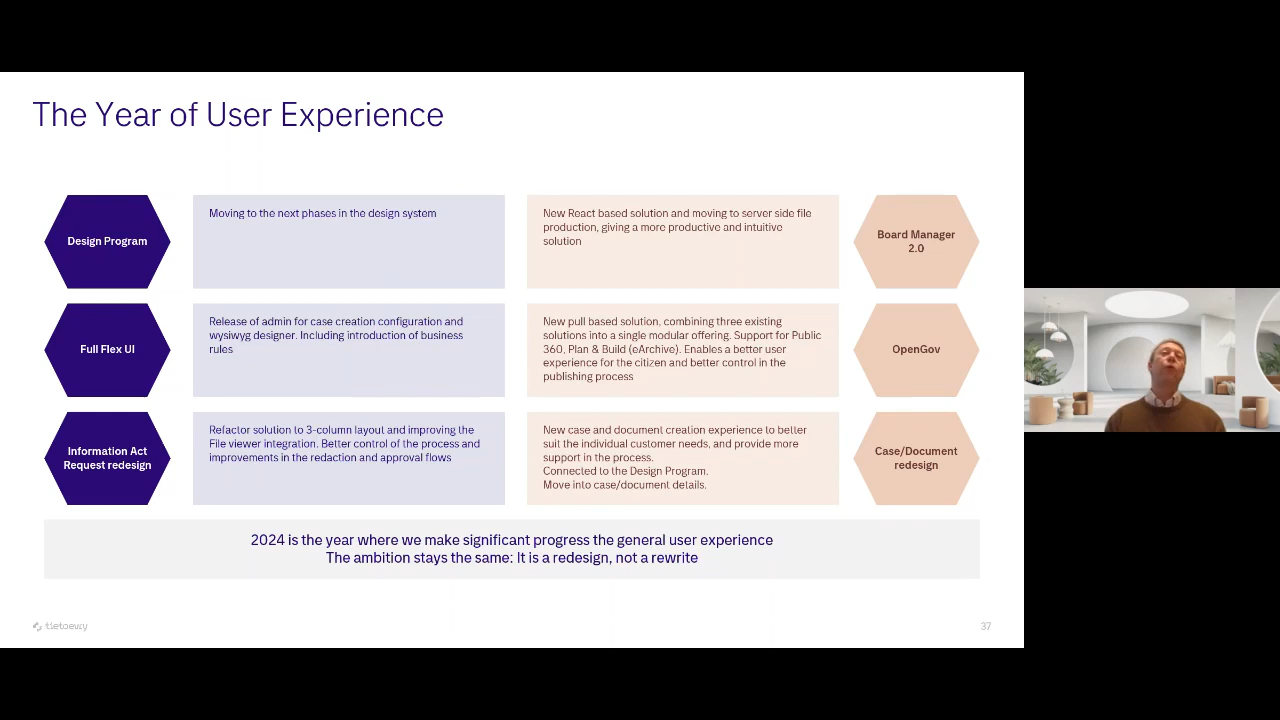 The Year of User Experience
Design Program
Moving to the next phases in the design system
New React based solution and moving to server side file
production, giving a more productive and intuitive
solution
Board Manager
2.0
Full Flex UI
Release of admin for case creation configuration and
wysiwyg designer. Including introduction of business
rules
New pull based solution, combining three existing
solutions into a single modular offering. Support for Public
360, Plan & Build (eArchive). Enables a better user
experience for the citizen and better control in the
publishing process
OpenGov
Information Act
Request redesign
Refactor solution to 3-column layout and improving the
File viewer integration. Better control of the process and
improvements in the redaction and approval flows
New case and document creation experience to better
suit the individual customer needs, and provide more
support in the process.
Connected to the Design Program.
Move into case/document details.
Case/Document
redesign
2024 is the year where we make significant progress the general user experience
The ambition stays the same: It is a redesign, not a rewrite
tietoevry
37